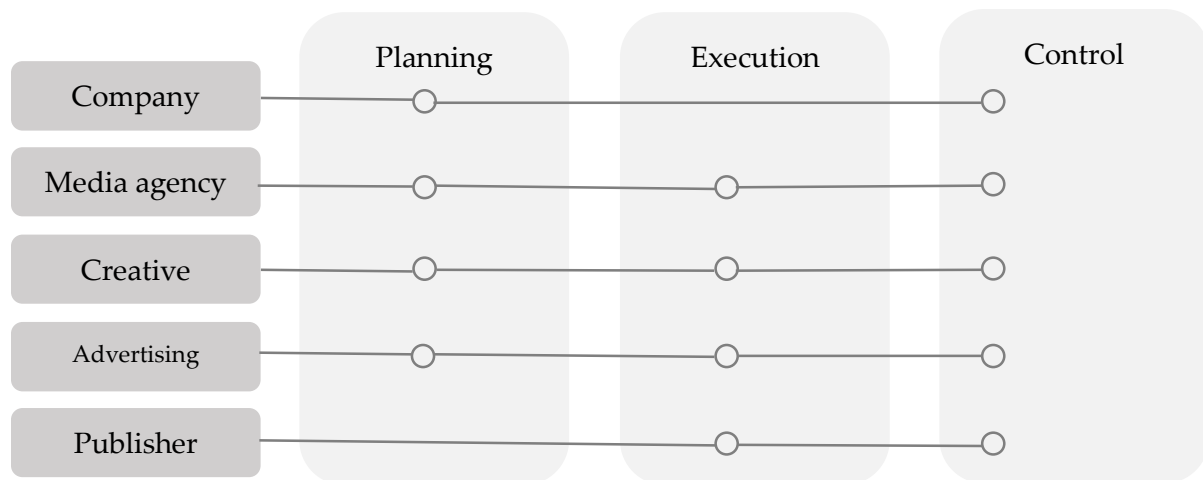 Planning
Execution
Control
Company
Media agency
Creative
Advertising
Publisher